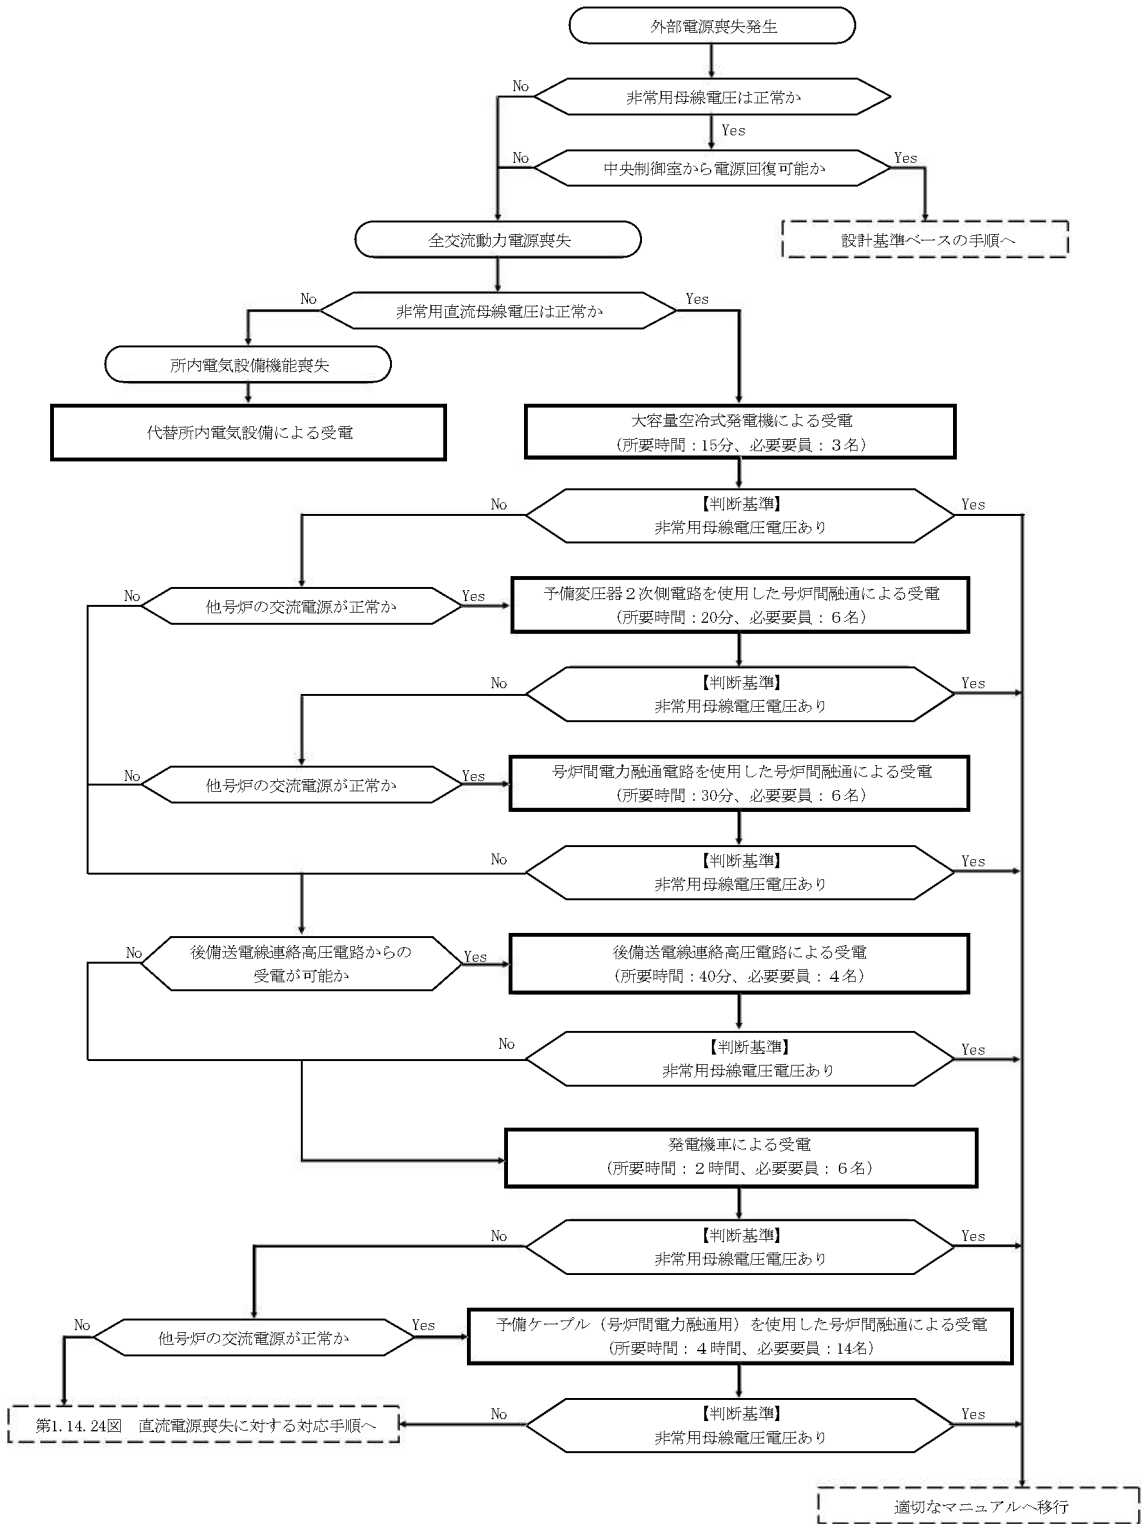 外部電源喪失発生
No
非常用母線電圧は正常か
Yes
No
中央制御室から電源回復可能か
Yes
全交流動力電源喪失
設計基準ベースの手順へ
No
非常用直流母線電圧は正常か
Yes
所内電気設備機能喪失
代替所内電気設備による受電
大容量空冷式発電機による受電
（所要時間：15分、必要要員：３名）
No
【判断基準】
非常用母線電圧電圧あり
Yes
No
他号炉の交流電源が正常か
Yes
予備変圧器２次側電路を使用した号炉間融通による受電
（所要時間：20分、必要要員：６名）
No
【判断基準】
非常用母線電圧電圧あり
Yes
No
他号炉の交流電源が正常か
Yes
号炉間電力融通電路を使用した号炉間融通による受電
（所要時間：30分、必要要員：６名）
No
【判断基準】
非常用母線電圧電圧あり
Yes
No
後備送電線連絡高圧電路からの
受電が可能か
Yes
後備送電線連絡高圧電路による受電
（所要時間：40分、必要要員：４名）
No
【判断基準】
非常用母線電圧電圧あり
Yes
発電機車による受電
（所要時間：２時間、必要要員：６名）
No
【判断基準】
非常用母線電圧電圧あり
Yes
No
他号炉の交流電源が正常か
Yes
予備ケーブル（号炉間電力融通用）を使用した号炉間融通による受電
（所要時間：４時間、必要要員：14名）
第1.14.24図　直流電源喪失に対する対応手順へ
No
【判断基準】
非常用母線電圧電圧あり
Yes
適切なマニュアルへ移行